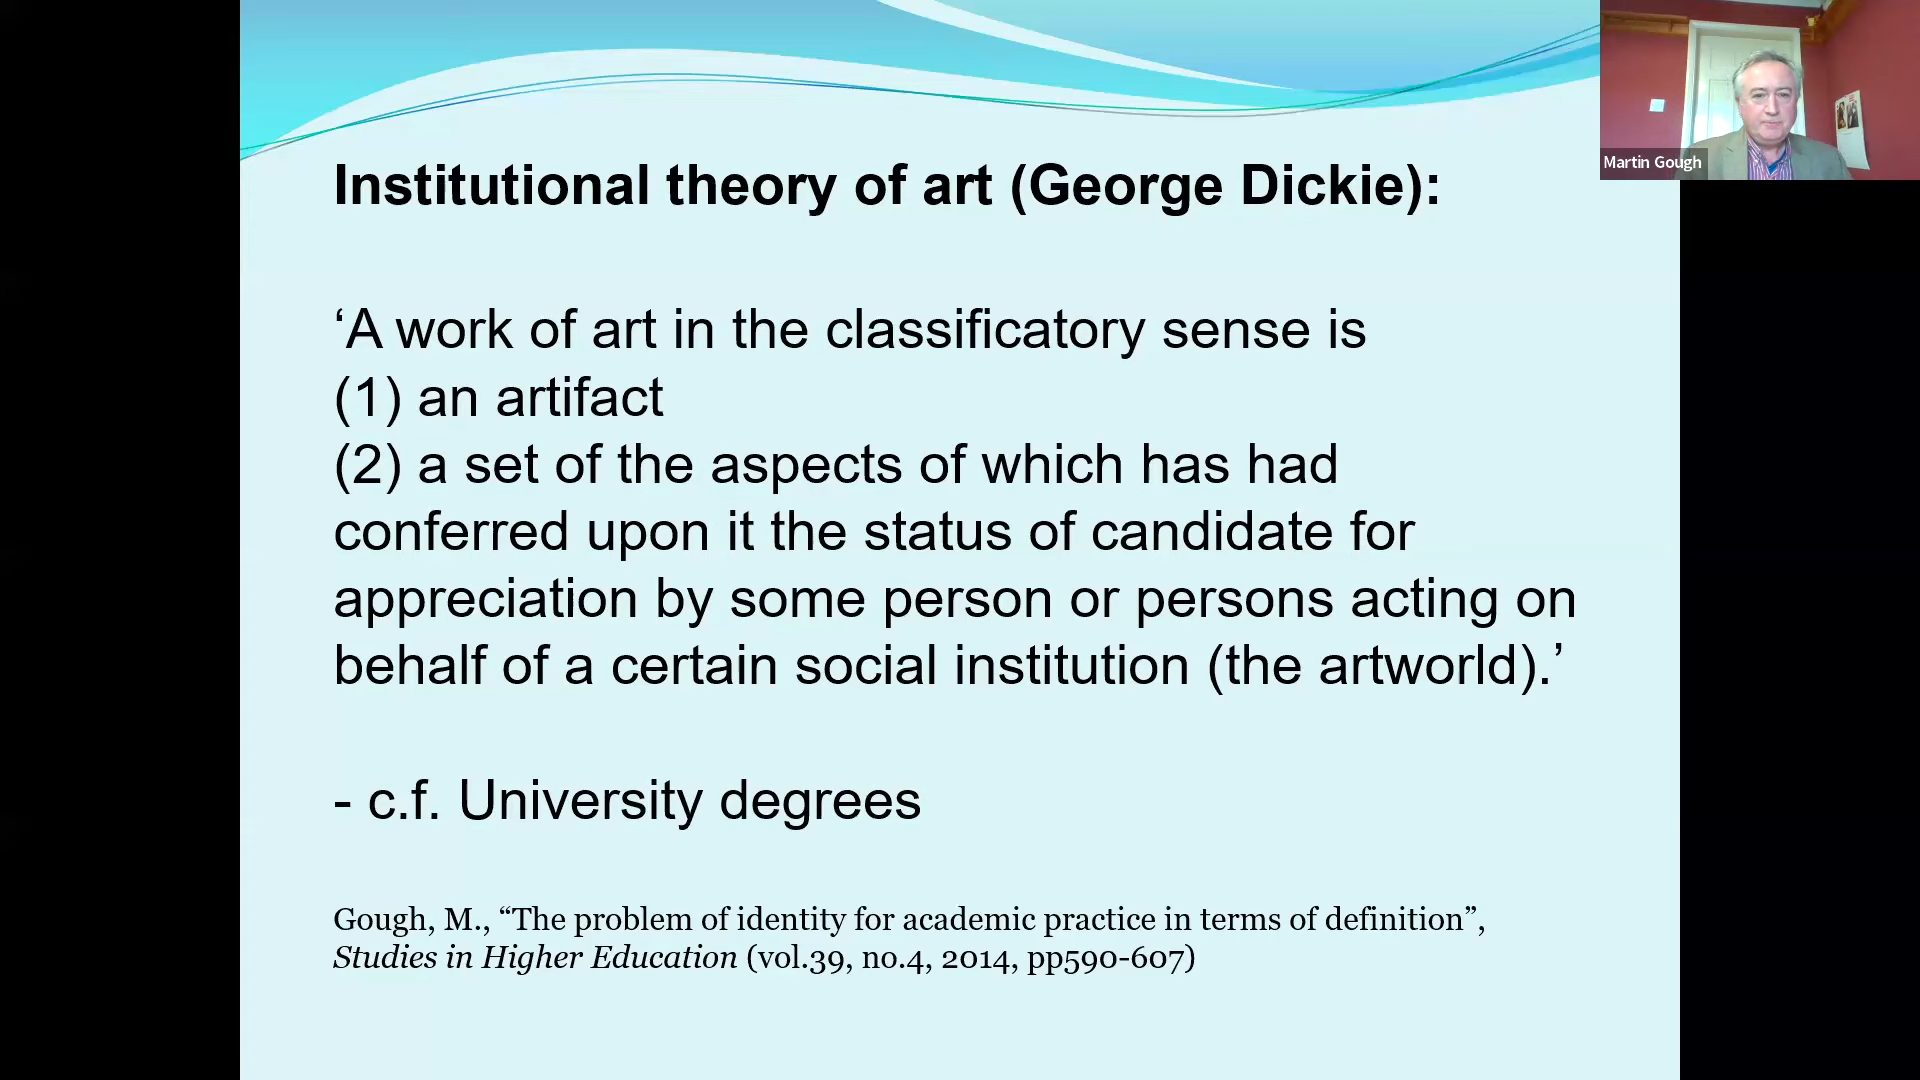 Martin Gough
Institutional theory of art (George Dickie):
‘A work of art in the classificatory sense is
(1) an artifact
(2) a set of the aspects of which has had
conferred upon it the status of candidate for
appreciation by some person or persons acting on
behalf of a certain social institution (the artworld).’
- c.f. University degrees
Gough, M., “The problem of identity for academic practice in terms of definition”,
Studies in Higher Education (vol.39, no.4, 2014, pp590-607)